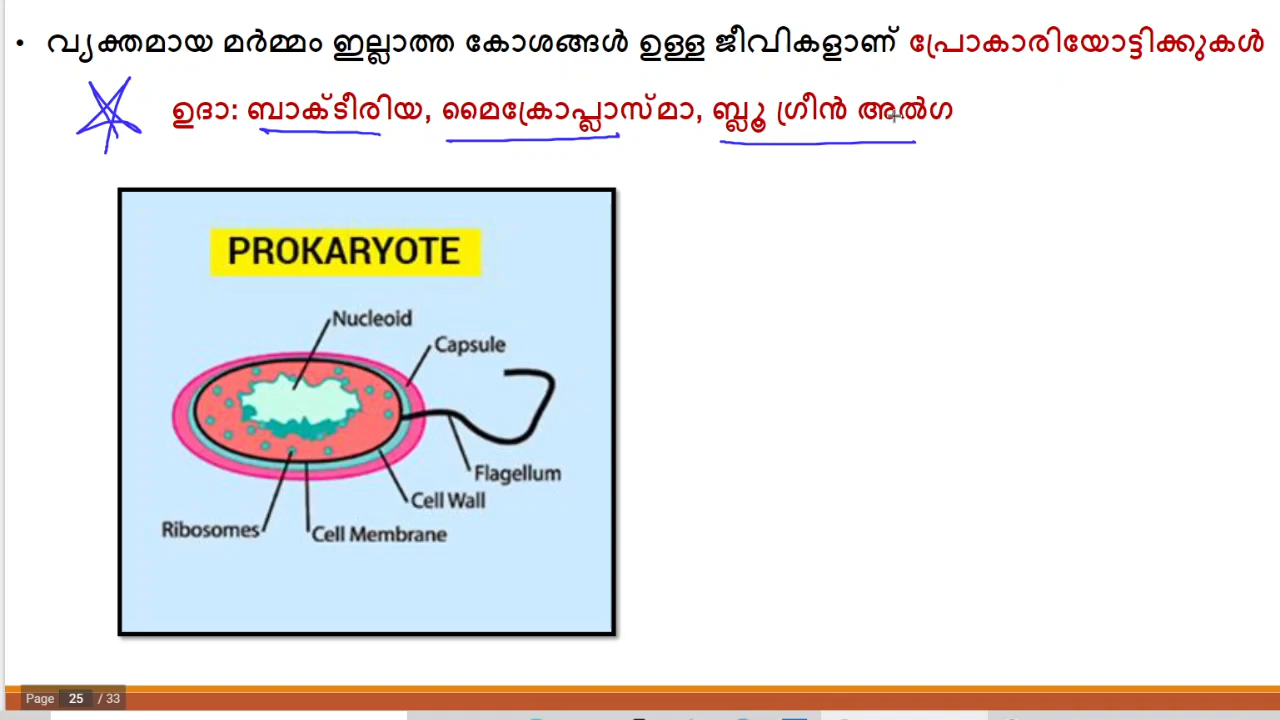 • വ്യക്തമായ മർമ്മം ഇല്ലാത്ത കോശങ്ങൾ ഉള്ള ജീവികളാണ് പ്രോകാരിയോട്ടിക്കുകൾ
ഉദാ: ബാക്ടീരിയ, മൈക്രോപ്ലാസ്മാ, ബ്ലൂ ഗ്രീൻ അൽഗ
PROKARYOTE
Nucleoid
Capsule
Flagellum
Cell Wall
Ribosomes
Cell Membrane
Page 25 / 33